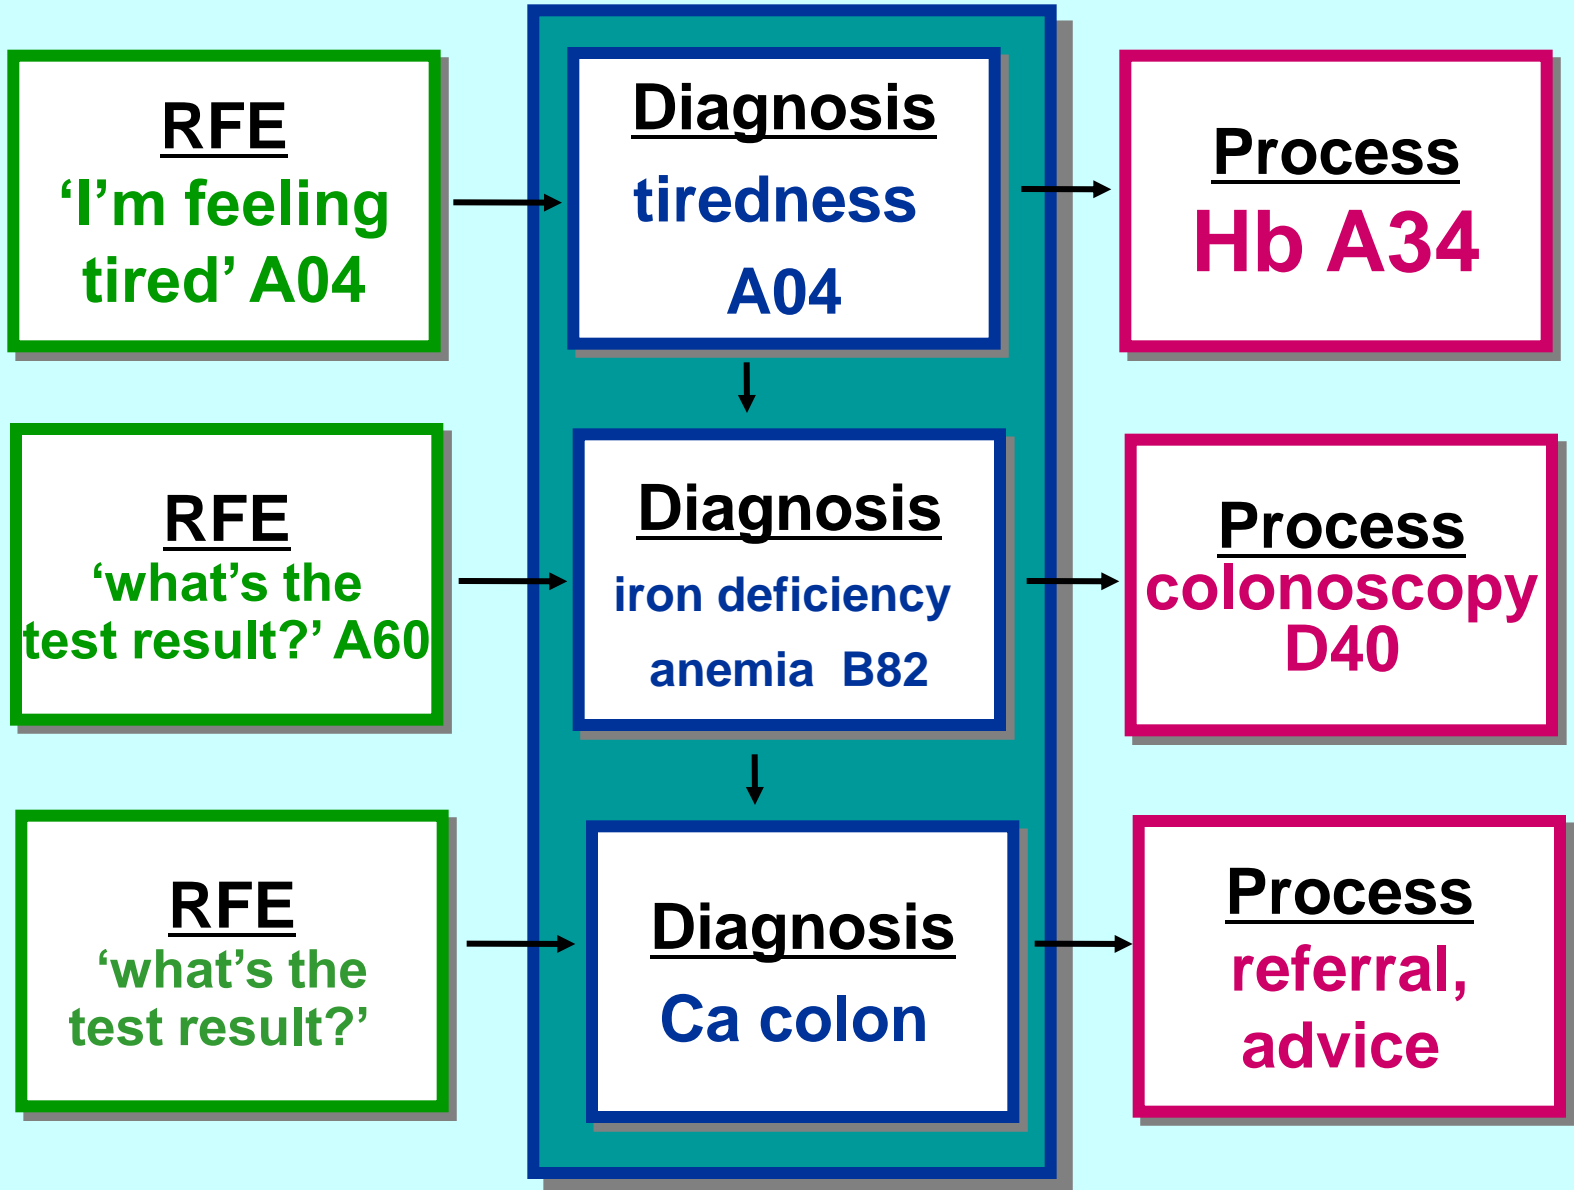 RFE
‘I’m feeling
tired’ A04
Diagnosis
tiredness
A04
Process
Hb A34
RFE
‘what’s the
test result?’ A60
Diagnosis
iron deficiency
anemia B82
Process
colonoscopy
D40
RFE
‘what’s the
test result?’
Diagnosis
Ca colon
Process
referral,
advice